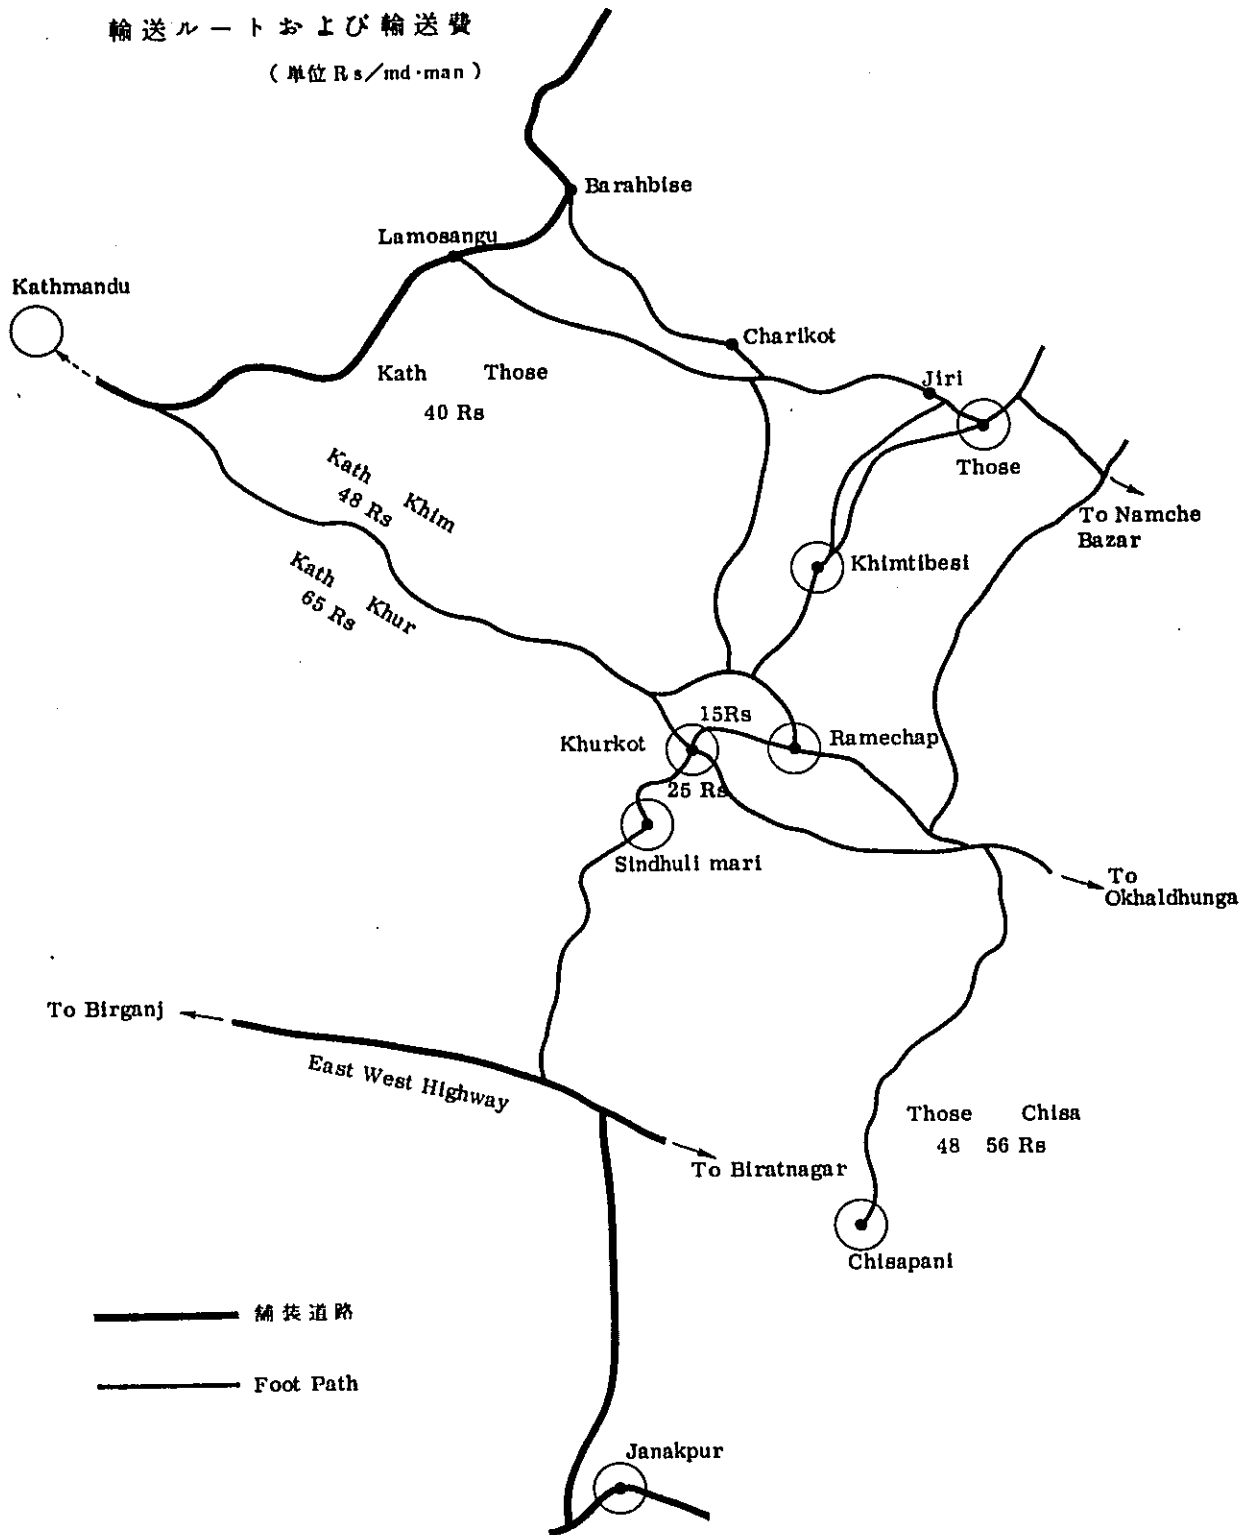 輸送ルートおよび輸送費
(単位Rs/md·man)
Barahbise
Lamosangu
Kathmandu
Charikot
Kath Those
40 Rs
Jiri
Those
Kath Khim
48 Rs
To Namche
Bazar
Kath Khur
65 Rs
Khimtibesi
15Rs
Khurkot
Ramechap
25 Rs
Sindhuli mari
To
Okhaldhunga
To Birganj
East West Highway
Those Chisa
48 56 Rs
To Biratnagar
Chisapani
舗装道路
Foot Path
Janakpur